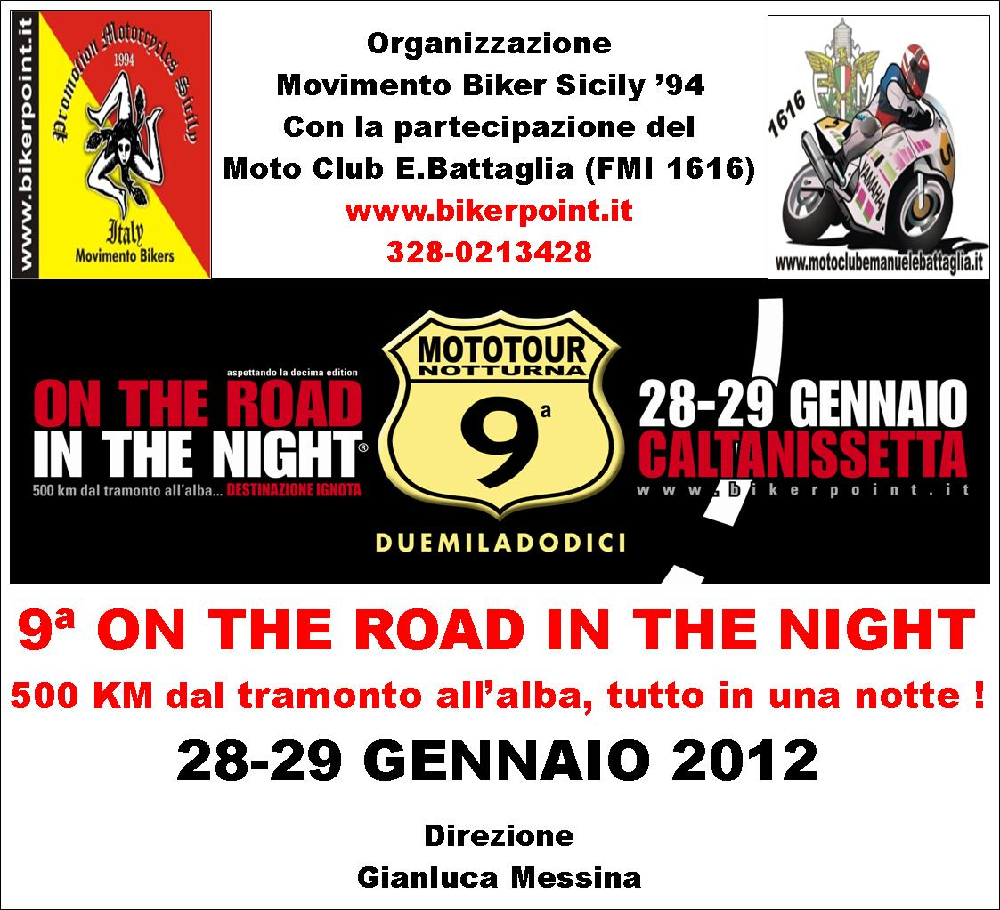 www.bikerpoint.it
Promotion Motorcycles Sicily
1994
Italy
Movimento Bikers
Organizzazione
Movimento Biker Sicily ’94
Con la partecipazione del
Moto Club E.Battaglia (FMI 1616)
www.bikerpoint.it
328-0213428
FIM
1616
YAMAHA
5
www.motoclubemanuelebattaglia.it
aspettando la decima edition
ON THE ROAD
IN THE NIGHT®
500 km dal tramonto all'alba... DESTINAZIONE IGNOTA
MOTOTOUR
NOTTURNA
9ª
DUEMILADODICI
28-29 GENNAIO
CALTANISSETTA
www.bikerpoint.it
9ª ON THE ROAD IN THE NIGHT
500 KM dal tramonto all’alba, tutto in una notte !
28-29 GENNAIO 2012
Direzione
Gianluca Messina